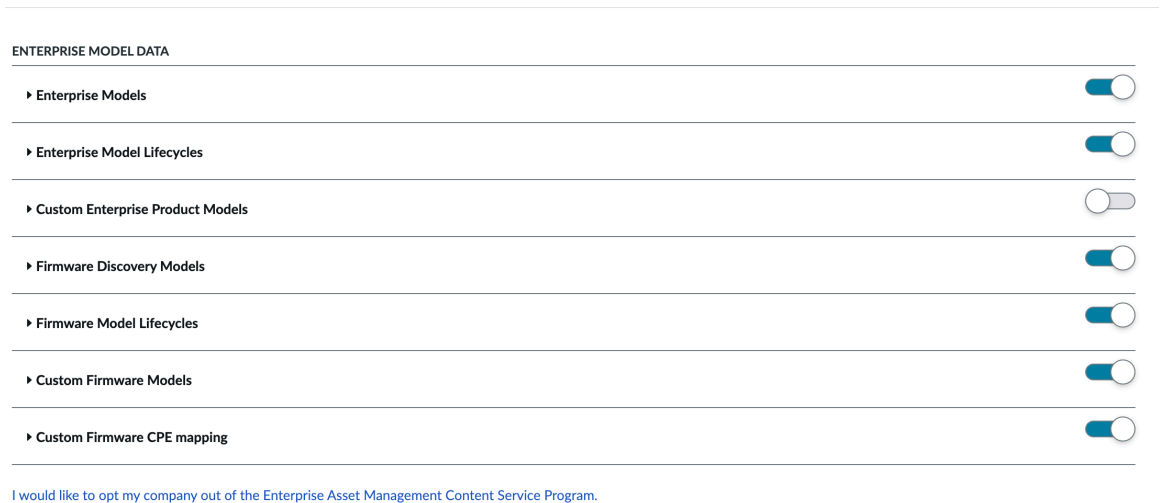 ENTERPRISE MODEL DATA
Enterprise Models
Enterprise Model Lifecycles
Custom Enterprise Product Models
Firmware Discovery Models
Firmware Model Lifecycles
Custom Firmware Models
Custom Firmware CPE mapping
I would like to opt my company out of the Enterprise Asset Management Content Service Program.